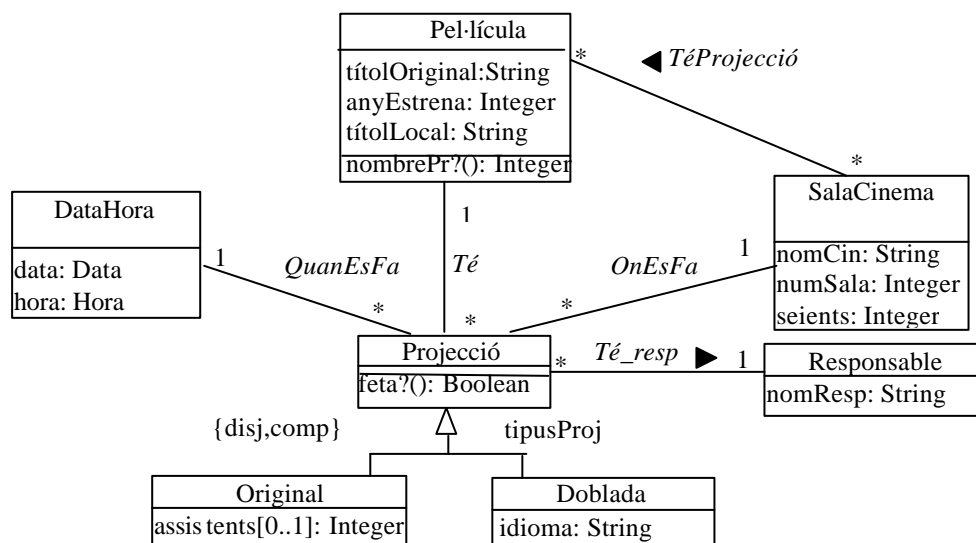 Pel·lícula
títolOriginal:String
anyEstrena: Integer
títolLocal: String
nombrePr?(): Integer
* ◄ TéProjecció
*
DataHora
data: Data
hora: Hora
SalaCinema
nomCin: String
numSala: Integer
seients: Integer
1 QuanEsFa *
1 Té *
1 OnEsFa *
Projecció
feta?(): Boolean
* Té_resp ► 1
Responsable
nomResp: String
{disj,comp} tipusProj
Original
assis tents[0..1]: Integer
Doblada
idioma: String